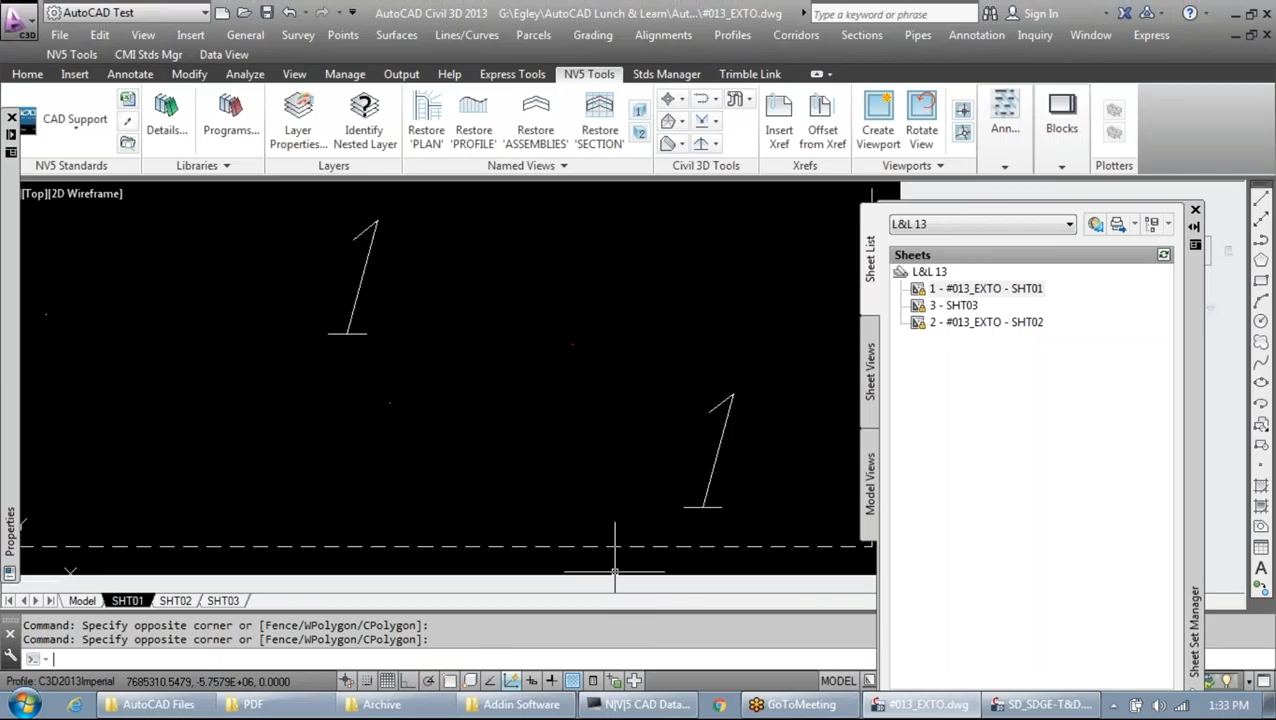 AutoCAD Test
AutoCAD Civil 3D 2013 G:\Egley\AutoCAD Lunch & Learn\Aut...\#013_EXTO.dwg
Type a keyword or phrase
Sign In
C3D
File Edit View Insert General Survey Points Surfaces Lines/Curves Parcels Grading Alignments Profiles Corridors Sections Pipes Annotation Inquiry Window Express
NV5 Tools CMI Stds Mgr Data View
Home Insert Annotate Modify Analyze View Manage Output Help Express Tools NV5 Tools Stds Manager Trimble Link
CAD Support
Details...
Programs...
Layer
Properties...
Identify
Nested Layer
Restore
'PLAN'
Restore
'PROFILE'
Restore
'ASSEMBLIES'
Restore
'SECTION'
Insert
Xref
Offset
from Xref
Create
Viewport
Rotate
View
Ann...
Blocks
NV5 Standards Libraries Layers Named Views Civil 3D Tools Xrefs Viewports Plotters
[Top][2D Wireframe]
1
1
L&L 13
Sheets
L&L 13
1 - #013_EXTO - SHT01
3 - SHT03
2 - #013_EXTO - SHT02
Sheet List
Sheet Views
Model Views
Sheet Set Manager
Properties
Model SHT01 SHT02 SHT03
Command: Specify opposite corner or [Fence/WPolygon/CPolygon]:
Command: Specify opposite corner or [Fence/WPolygon/CPolygon]:
Profile: C3D2013Imperial 7685310.5479, -5.7579E+06, 0.0000
MODEL
AutoCAD Files
PDF
Archive
Addin Software
N|V|5 CAD Data...
GoToMeeting
#013_EXTO.dwg
SD_SDGE-T&D....
1:33 PM